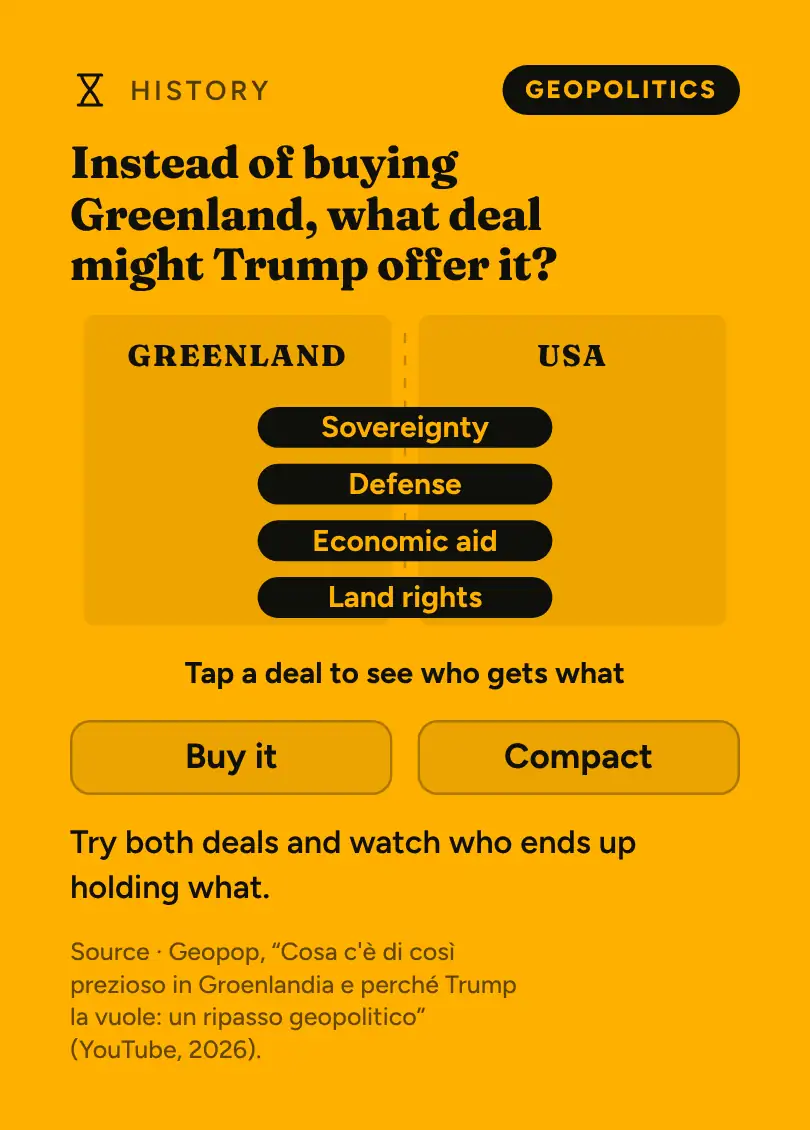 HISTORY
GEOPOLITICS
Instead of buying
Greenland, what deal
might Trump offer it?
GREENLAND
USA
Sovereignty
Defense
Economic aid
Land rights
Tap a deal to see who gets what
Buy it
Compact
Try both deals and watch who ends up
holding what.
Source · Geopop, “Cosa c'è di così
prezioso in Groenlandia e perché Trump
la vuole: un ripasso geopolitico”
(YouTube, 2026).